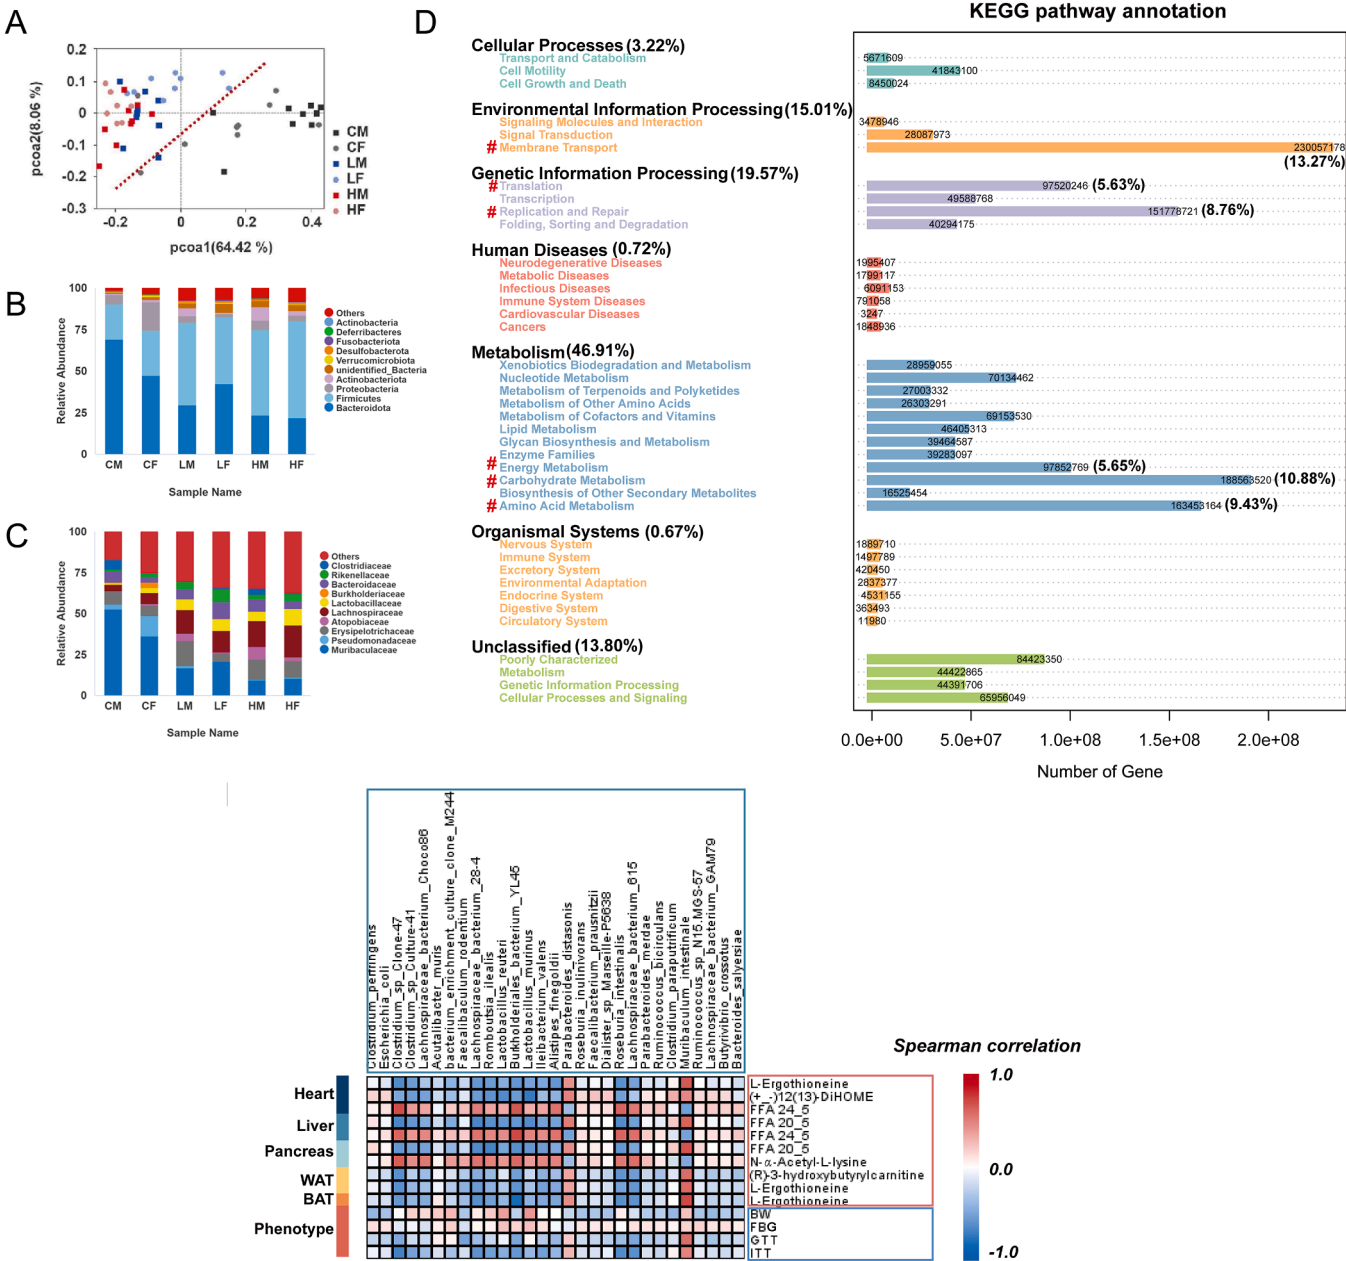 A
0.2
0.1
0
-0.1
-0.2
-0.3
pcoa2(8.06 %)
-0.2
0
0.2
0.4
pcoa1(64.42 %)
CM
CF
LM
LF
HM
HF
B
100
75
50
25
0
Relative Abundance
CM
CF
LM
LF
HM
HF
Sample Name
Others
Actinobacteria
Deferribacteres
Fusobacteriota
Desulfobacterota
Verrucomicrobiota
unidentified_Bacteria
Actinobacteriota
Proteobacteria
Firmicutes
Bacteroidota
C
100
75
50
25
0
Relative Abundance
CM
CF
LM
LF
HM
HF
Sample Name
Others
Clostridiaceae
Rikenellaceae
Bacteroidaceae
Burkholderiaceae
Lactobacillaceae
Lachnospiraceae
Atopobiaceae
Erysipelotrichaceae
Pseudomonadaceae
Muribaculaceae
D
KEGG pathway annotation
Cellular Processes (3.22%)
Transport and Catabolism 5671609
Cell Motility 41843100
Cell Growth and Death 8450024
Environmental Information Processing (15.01%)
Signaling Molecules and Interaction 3478946
Signal Transduction 28087973
# Membrane Transport 230057178
(13.27%)
Genetic Information Processing (19.57%)
# Translation 97520246 (5.63%)
Transcription 49588768
# Replication and Repair 151778721 (8.76%)
Folding, Sorting and Degradation 40294175
Human Diseases (0.72%)
Neurodegenerative Diseases 1995407
Metabolic Diseases 1799117
Infectious Diseases 6091153
Immune System Diseases 791058
Cardiovascular Diseases 3247
Cancers 1848936
Metabolism (46.91%)
Xenobiotics Biodegradation and Metabolism 28959055
Nucleotide Metabolism 70134462
Metabolism of Terpenoids and Polyketides 27003332
Metabolism of Other Amino Acids 26303291
Metabolism of Cofactors and Vitamins 69153530
Lipid Metabolism 46405313
Glycan Biosynthesis and Metabolism 39464587
Enzyme Families 39283097
# Energy Metabolism 97852769 (5.65%)
# Carbohydrate Metabolism 188563520 (10.88%)
Biosynthesis of Other Secondary Metabolites 16525454
# Amino Acid Metabolism 163453164 (9.43%)
Organismal Systems (0.67%)
Nervous System 1889710
Immune System 1497789
Excretory System 420450
Environmental Adaptation 2837377
Endocrine System 4531155
Digestive System 363493
Circulatory System 11980
Unclassified (13.80%)
Poorly Characterized 84423350
Metabolism 44422865
Genetic Information Processing 44391706
Cellular Processes and Signaling 65956049
0.0e+00
5.0e+07
1.0e+08
1.5e+08
2.0e+08
Number of Gene
Clostridium_perfringens
Escherichia_coli
Clostridium_sp_Clone-47
Clostridium_sp_Culture-41
Lachnospiraceae_bacterium_Choco86
Acutalibacter_muris
bacterium_enrichment_culture_clone_M244
Faecalibaculum_rodentium
Lachnospiraceae_bacterium_28-4
Romboutsia_ilealis
Lactobacillus_reuteri
Burkholderiales_bacterium_YL45
Lactobacillus_murinus
Ileibacterium_valens
Alistipes_finegoldii
Parabacteroides_distasonis
Roseburia_inulinivorans
Faecalibacterium_prausnitzii
Dialister_sp_Marseille-P5638
Roseburia_intestinalis
Lachnospiraceae_bacterium_615
Parabacteroides_merdae
Ruminococcus_bicirculans
Clostridium_paraputrificum
Muribaculum_intestinale
Ruminococcus_sp_N15.MGS-57
Lachnospiraceae_bacterium_GAM79
Butyrivibrio_crossotus
Bacteroides_salyersiae
Heart
Liver
Pancreas
WAT
BAT
Phenotype
L-Ergothioneine
(+_-)12(13)-DiHOME
FFA 24_5
FFA 20_5
FFA 24_5
FFA 20_5
N-α-Acetyl-L-lysine
(R)-3-hydroxybutyrylcarnitine
L-Ergothioneine
L-Ergothioneine
BW
FBG
GTT
ITT
Spearman correlation
1.0
0.0
-1.0